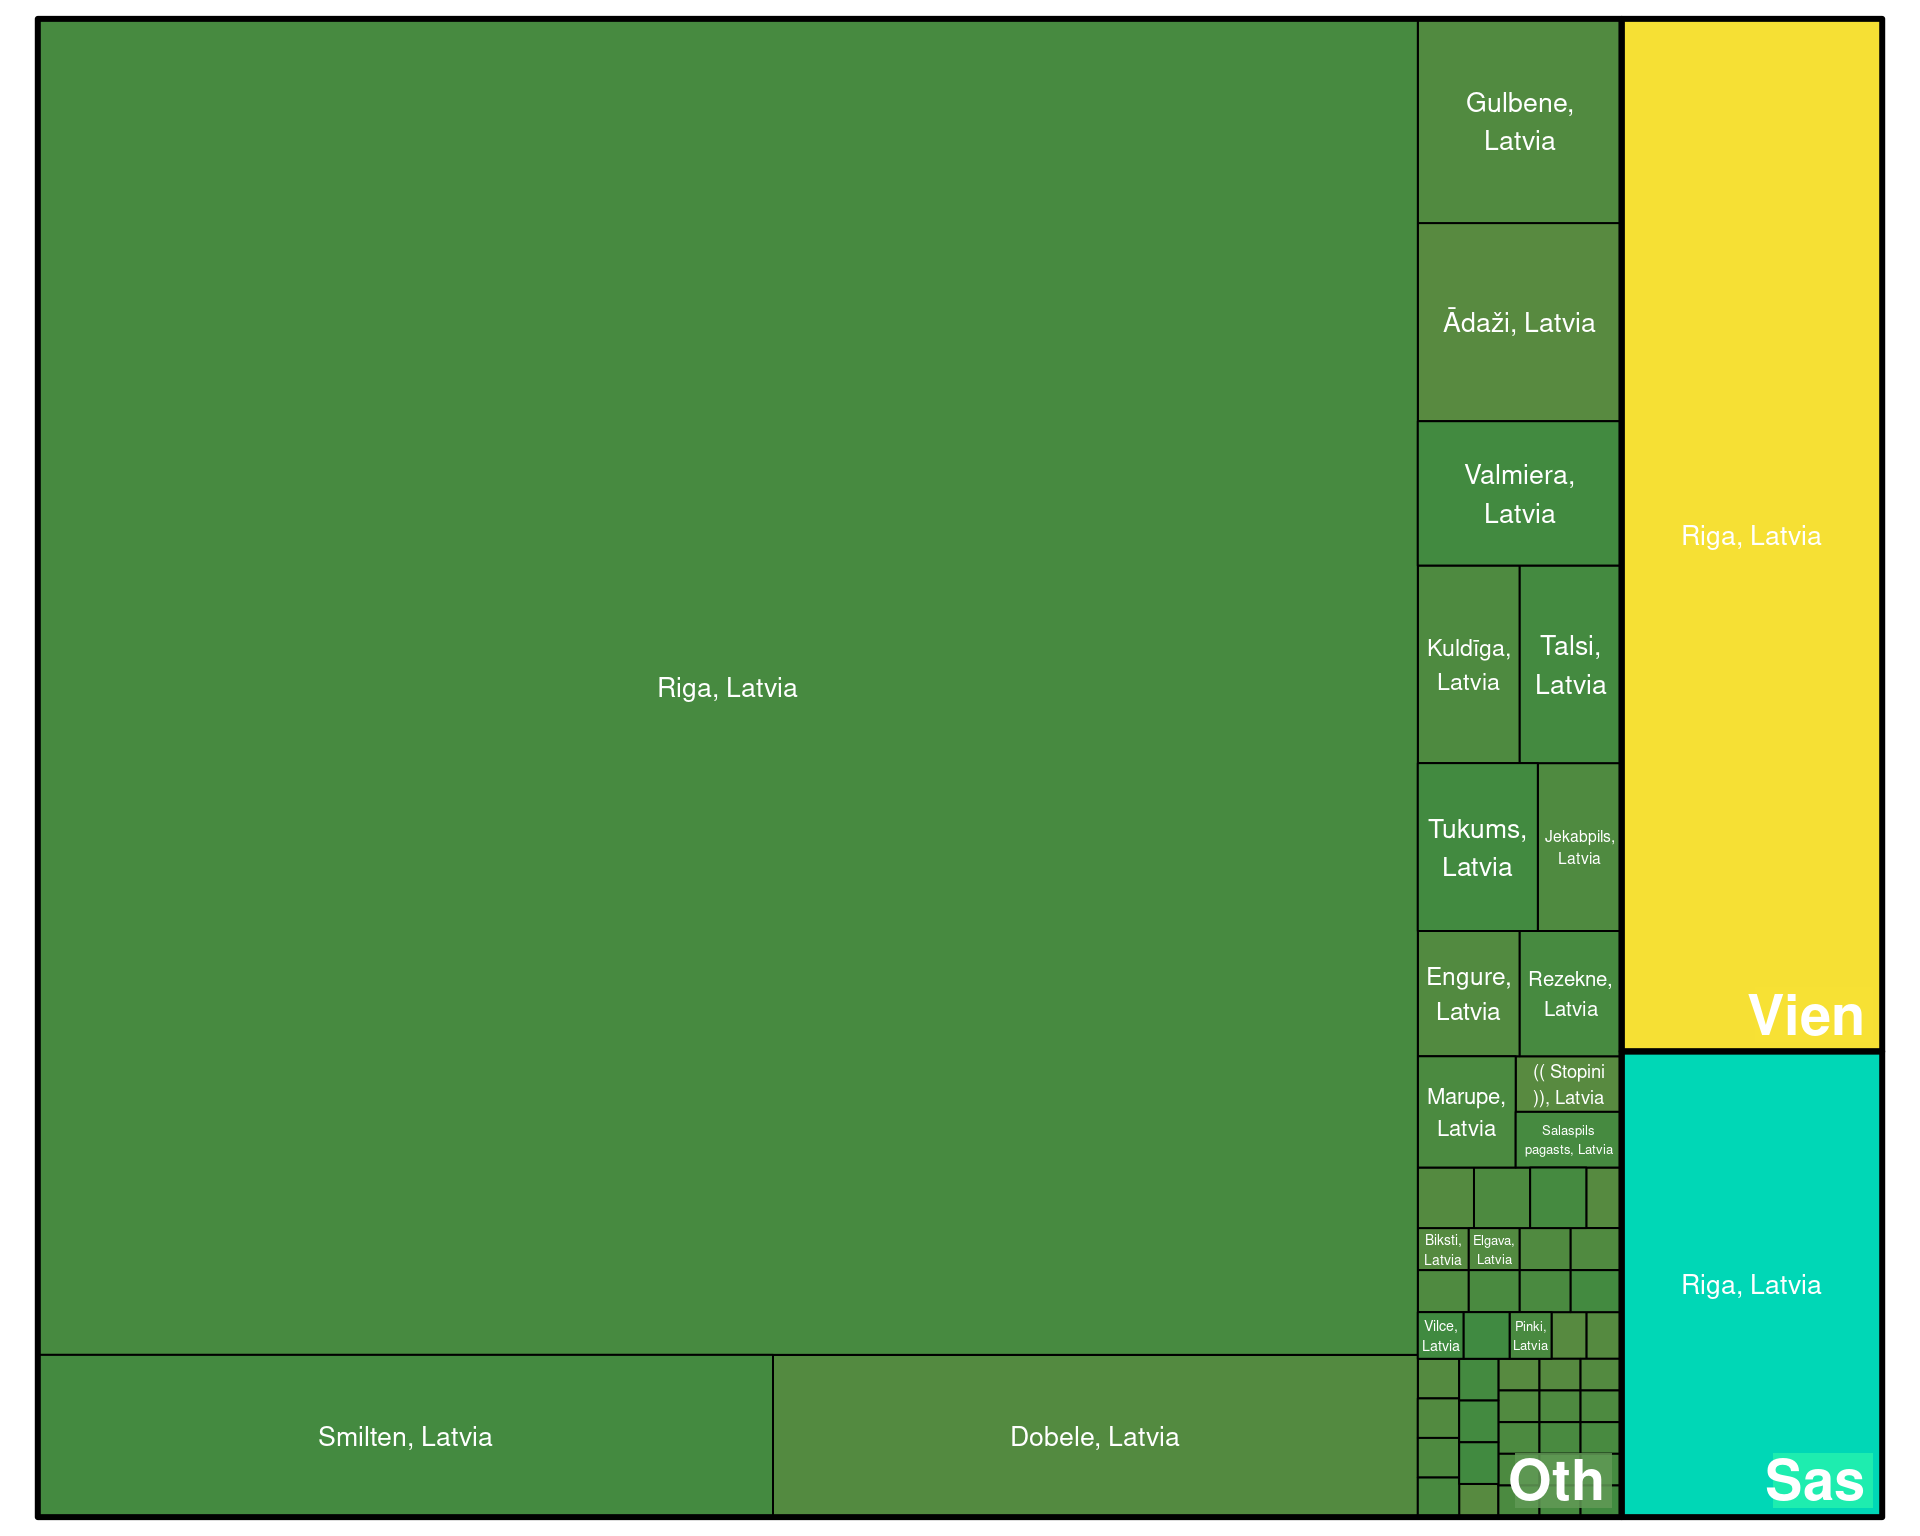 Riga, Latvia
Smilten, Latvia
Dobele, Latvia
Gulbene,
Latvia
Ādaži, Latvia
Valmiera,
Latvia
Kuldīga,
Latvia
Talsi,
Latvia
Tukums,
Latvia
Jekabpils,
Latvia
Engure,
Latvia
Rezekne,
Latvia
Marupe,
Latvia
(( Stopini
)), Latvia
Salaspils
pagasts, Latvia
Biksti,
Latvia
Elgava,
Latvia
Vilce,
Latvia
Pinki,
Latvia
Oth
Riga, Latvia
Vien
Riga, Latvia
Sas